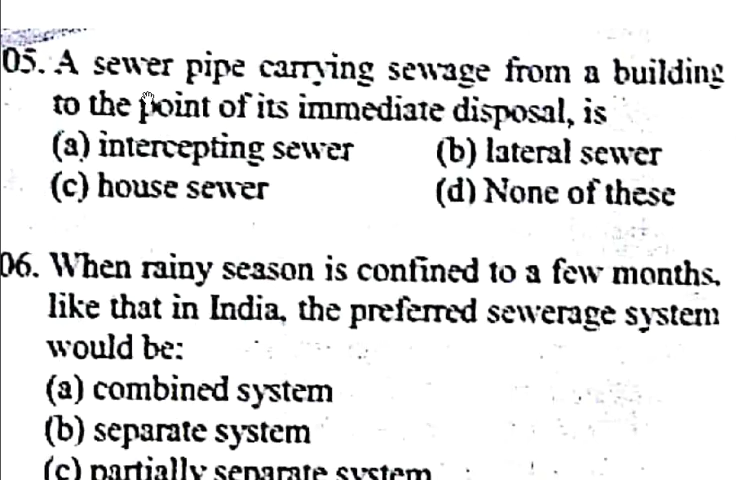 05. A sewer pipe carrying sewage from a building
to the point of its immediate disposal, is
(a) intercepting sewer (b) lateral sewer
(c) house sewer (d) None of these
06. When rainy season is confined to a few months,
like that in India, the preferred sewerage system
would be:
(a) combined system
(b) separate system
(c) partially separate system